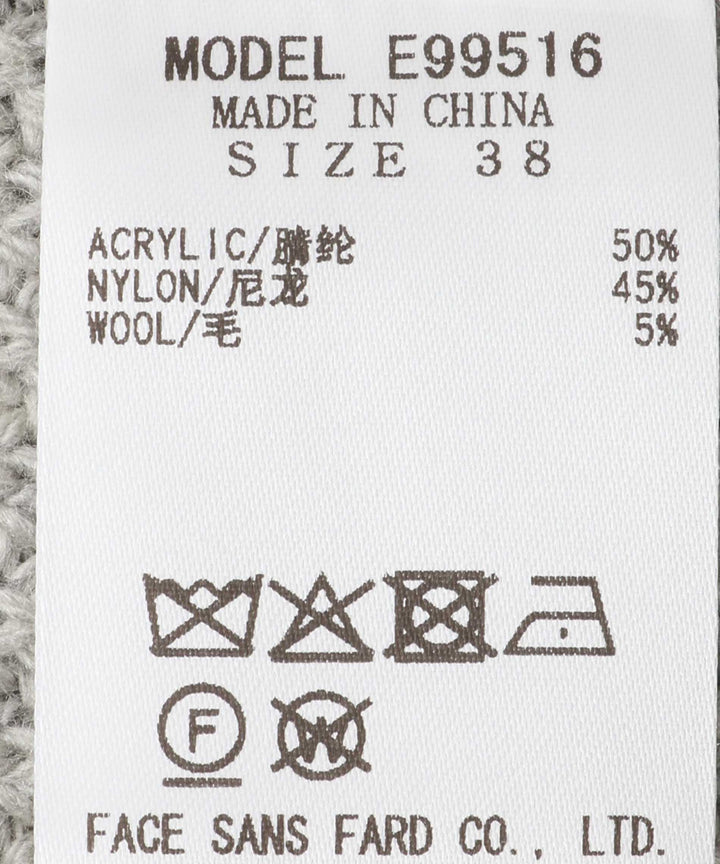 MODEL E99516
MADE IN CHINA
SIZE 38
ACRYLIC/腈纶 50%
NYLON/尼龙 45%
WOOL/毛 5%
F W
FACE SANS FARD CO., LTD.